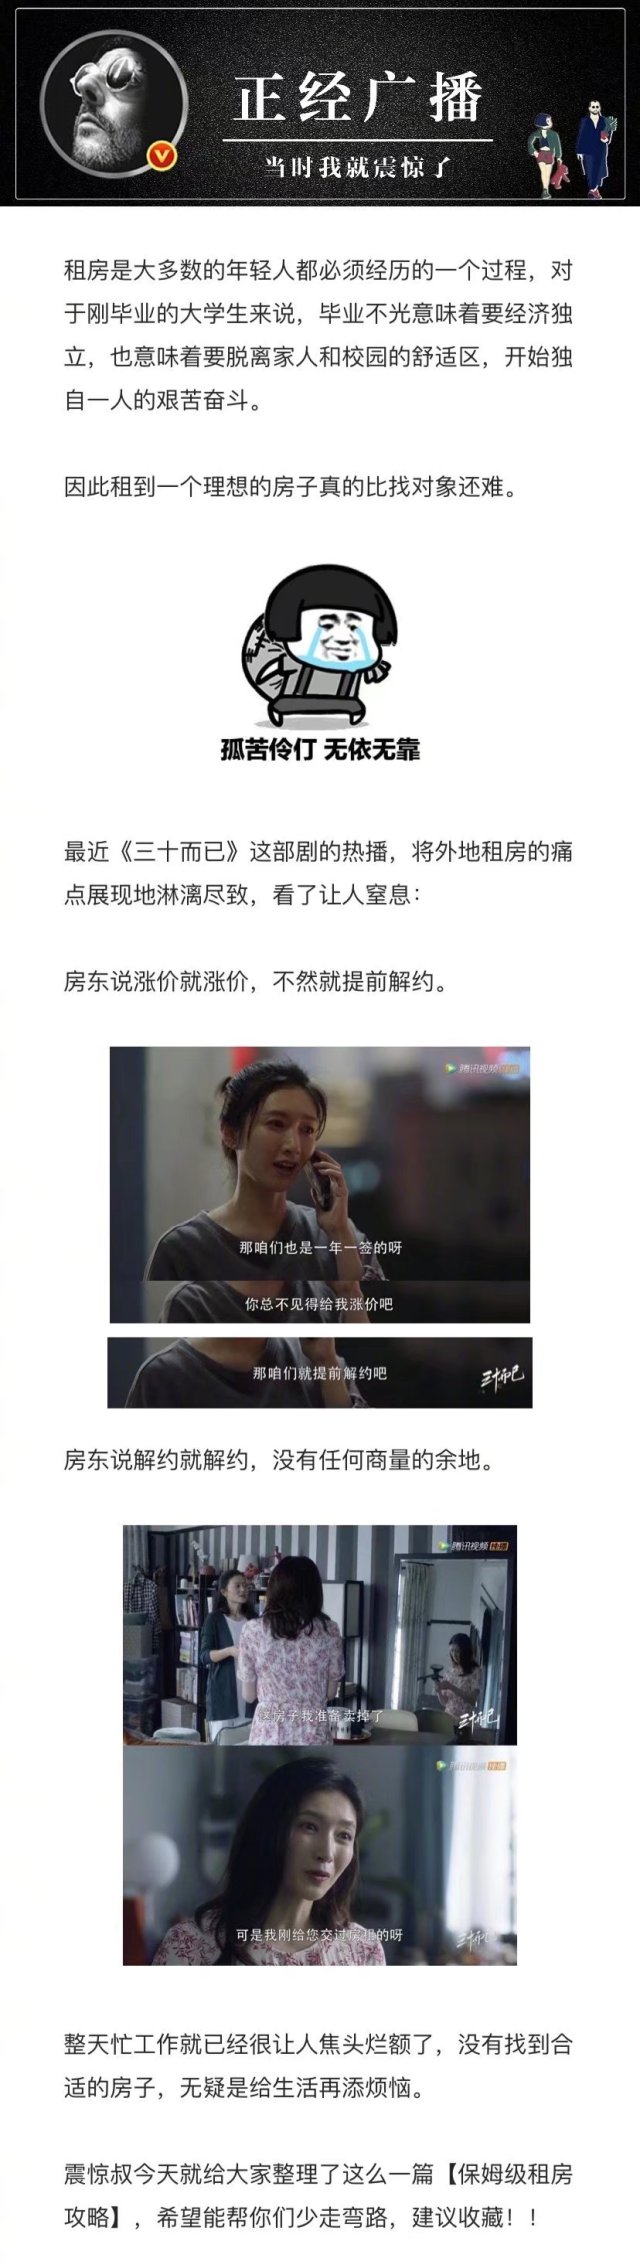 正经广播
当时我就震惊了
租房是大多数的年轻人都必须经历的一个过程，对
于刚毕业的大学生来说，毕业不光意味着要经济独
立，也意味着要脱离家人和校园的舒适区，开始独
自一人的艰苦奋斗。
因此租到一个理想的房子真的比找对象还难。
孤苦伶仃 无依无靠
最近《三十而已》这部剧的热播，将外地租房的痛
点展现地淋漓尽致，看了让人窒息：
房东说涨价就涨价，不然就提前解约。
腾讯视频
那咱们也是一年一签的呀
你总不见得给我涨价吧
那咱们就提前解约吧
三十而已
房东说解约就解约，没有任何商量的余地。
腾讯视频
这房子我准备卖掉了
三十而已
腾讯视频
可是我刚给您交过房租的呀
三十而已
整天忙工作就已经很让人焦头烂额了，没有找到合
适的房子，无疑是给生活再添烦恼。
震惊叔今天就给大家整理了这么一篇【保姆级租房
攻略】，希望能帮你们少走弯路，建议收藏！！